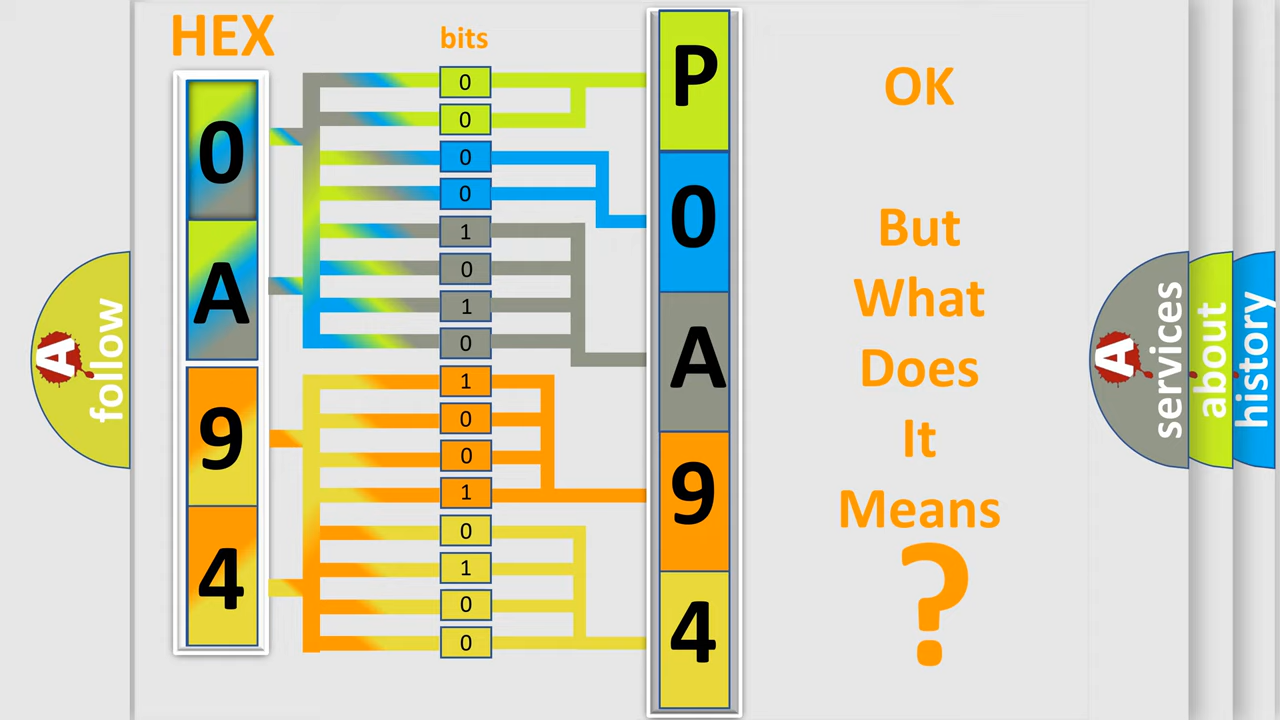 HEX
bits
0
A
9
4
0
0
0
0
1
0
1
0
1
0
0
1
0
1
0
0
P
0
A
9
4
OK
But
What
Does
It
Means
?
A
follow
A
services
about
history